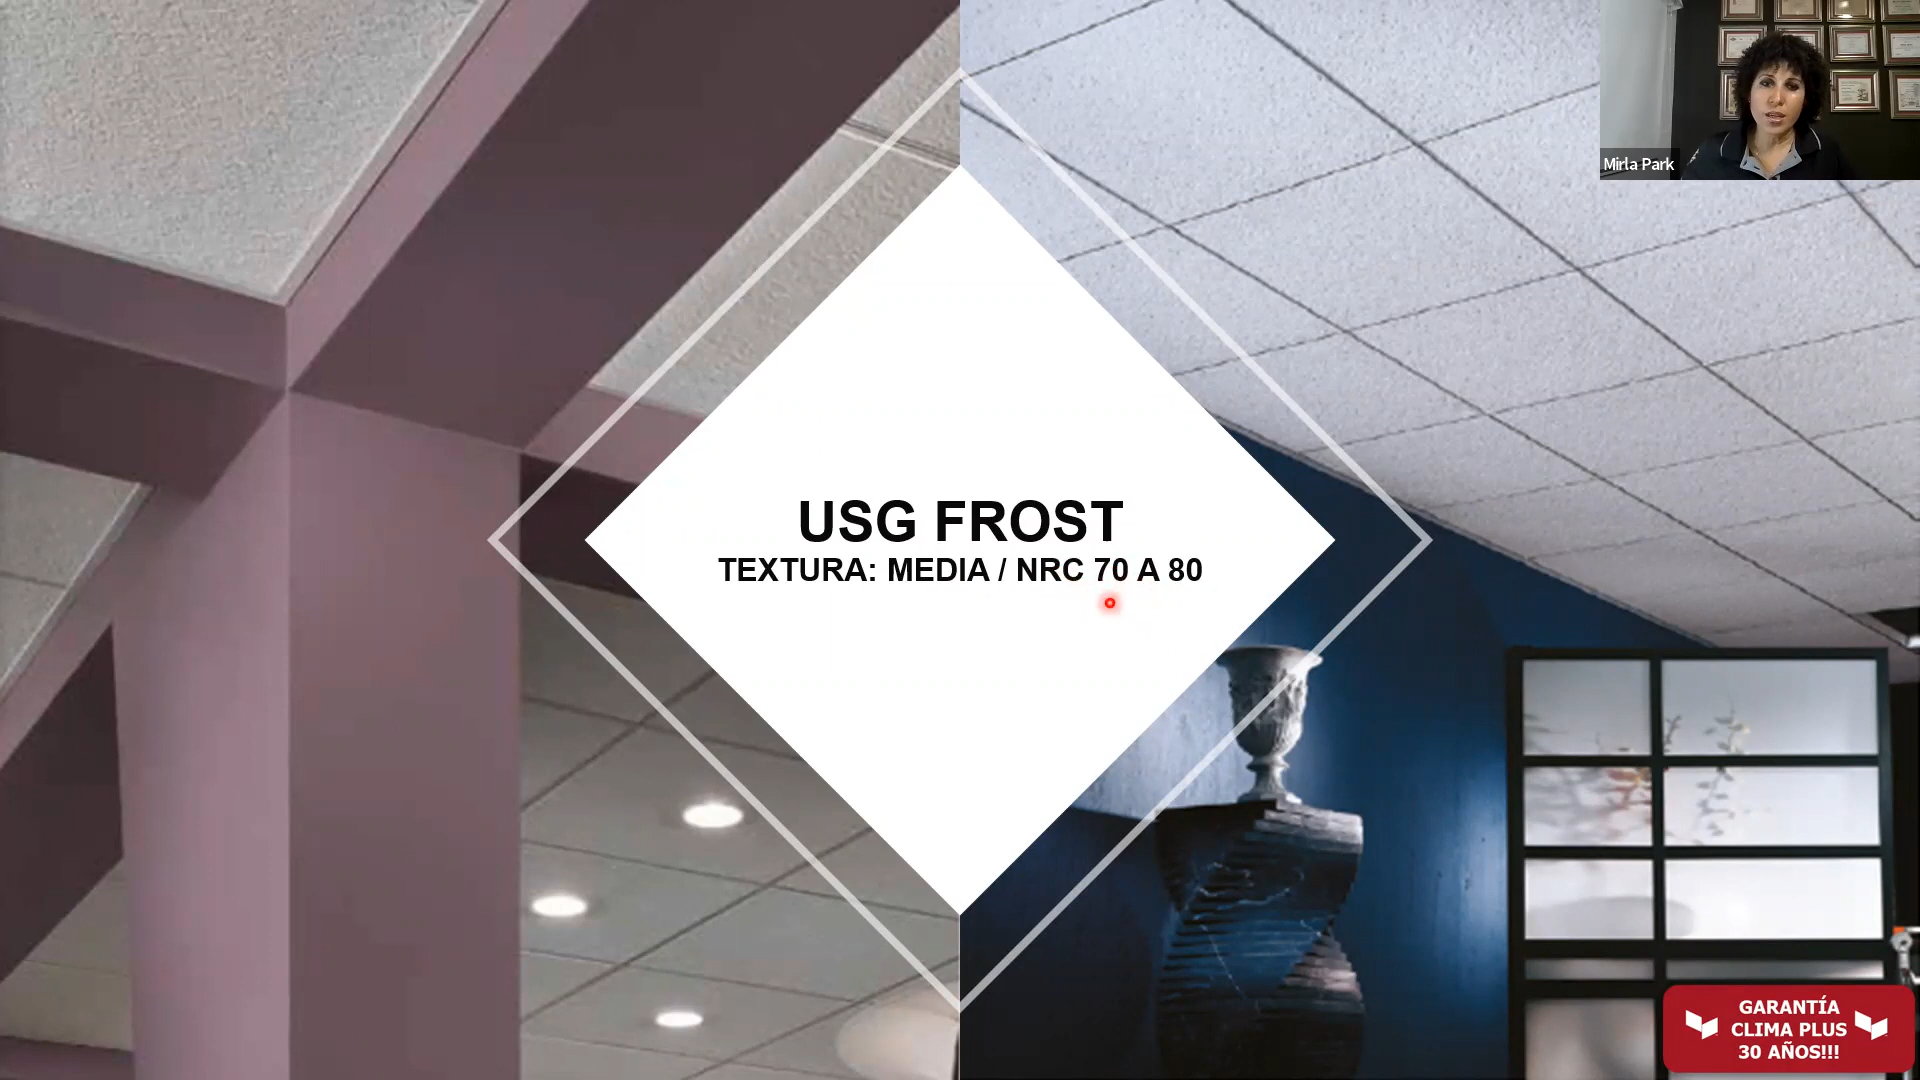 Mirla Park
USG FROST
TEXTURA: MEDIA / NRC 70 A 80
GARANTÍA
CLIMA PLUS
30 AÑOS!!!